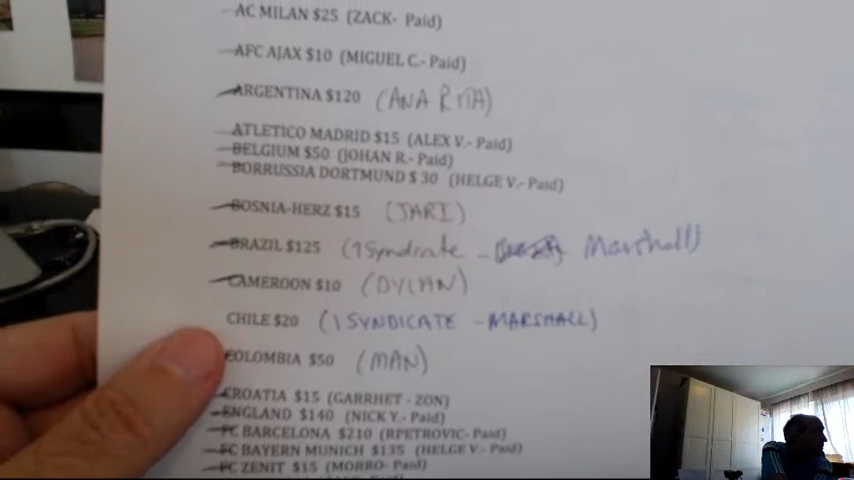 AC MILAN $25 (ZACK- Paid)
AFC AJAX $10 (MIGUEL C.- Paid)
ARGENTINA $120 (ANA RITA)
ATLETICO MADRID $15 (ALEX V.- Paid)
BELGIUM $50 (JOHAN R.- Paid)
BORRUSSIA DORTMUND $ 30 (HELGE V.- Paid)
BOSNIA-HERZ $15 (JARI)
BRAZIL $125 (1Syndicate - Marshall)
CAMEROON $10 (DYLAN)
CHILE $20 (1 SYNDICATE - MARSHALL)
COLOMBIA $50 (MAN)
CROATIA $15 (GARRHET - ZON)
ENGLAND $140 (NICK Y.- Paid)
FC BARCELONA $210 (RPETROVIC- Paid)
FC BAYERN MUNICH $135 (HELGE V.- Paid)
FC ZENIT $15 (MORRO- Paid)